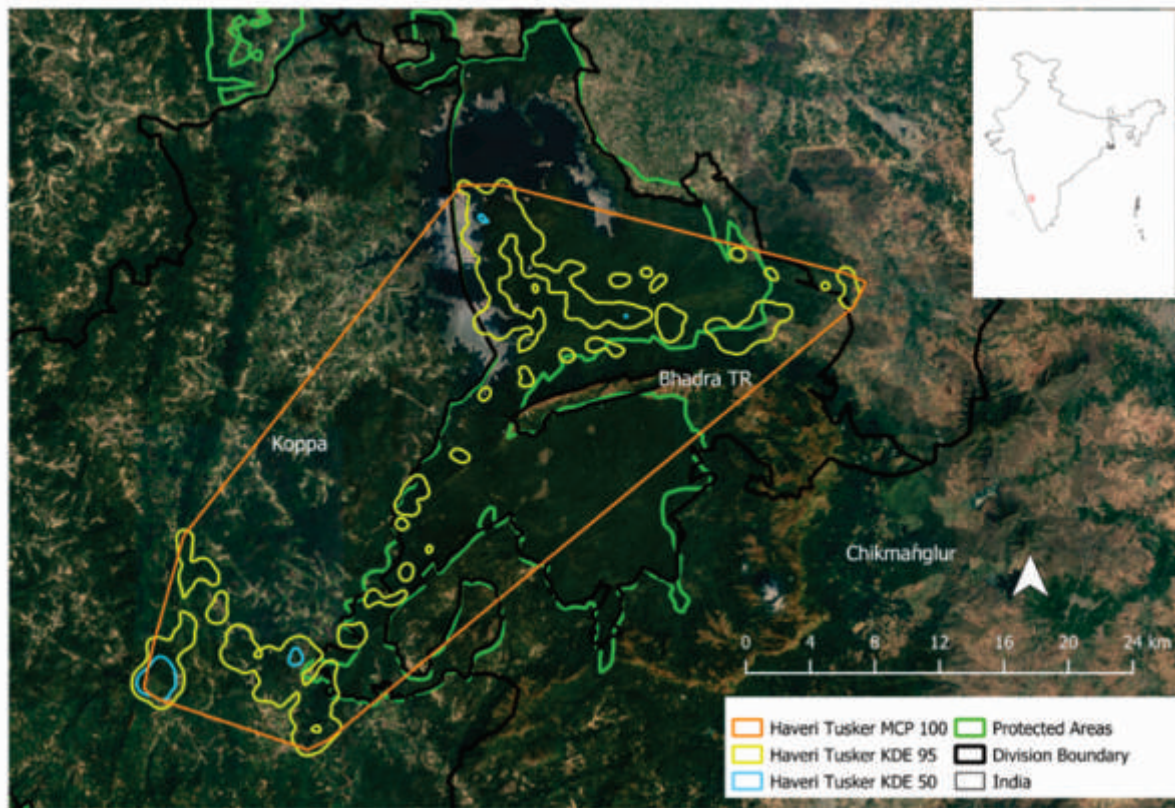 Bhadra TR
Koppa
Chikmanglur
0 4 8 12 16 20 24 km
Haveri Tusker MCP 100
Haveri Tusker KDE 95
Haveri Tusker KDE 50
Protected Areas
Division Boundary
India